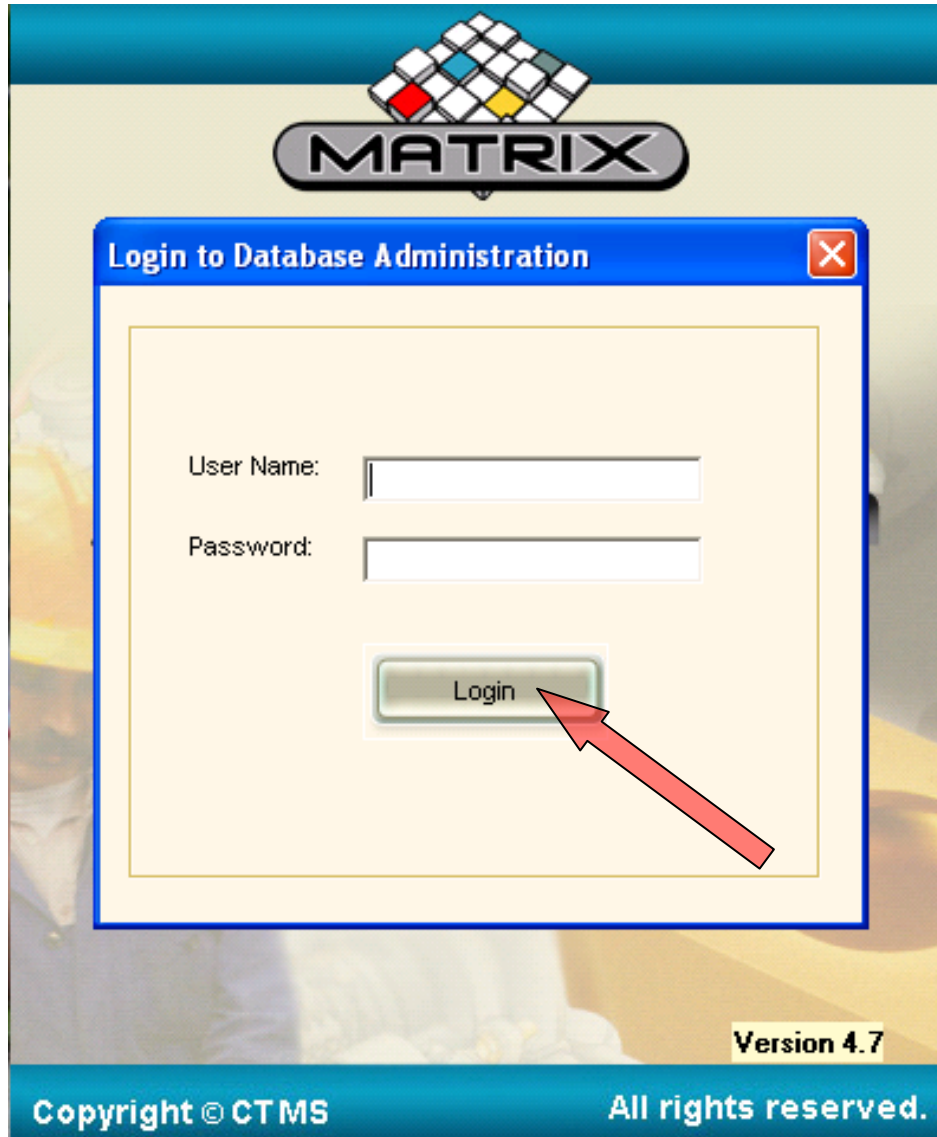 MATRIX
Login to Database Administration
User Name:
Password:
Login
Version 4.7
Copyright © CTMS
All rights reserved.